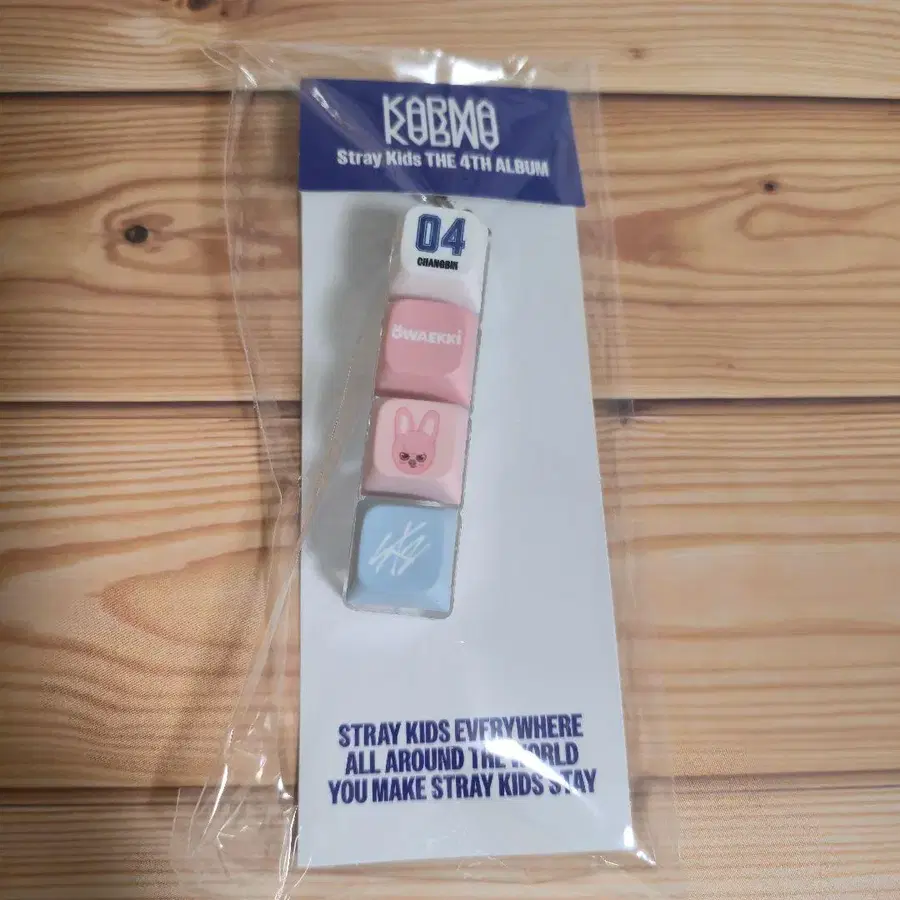 KARMA
Stray Kids THE 4TH ALBUM
04
CHANGBIN
DWAEKKI
SKZ
STRAY KIDS EVERYWHERE
ALL AROUND THE WORLD
YOU MAKE STRAY KIDS STAY